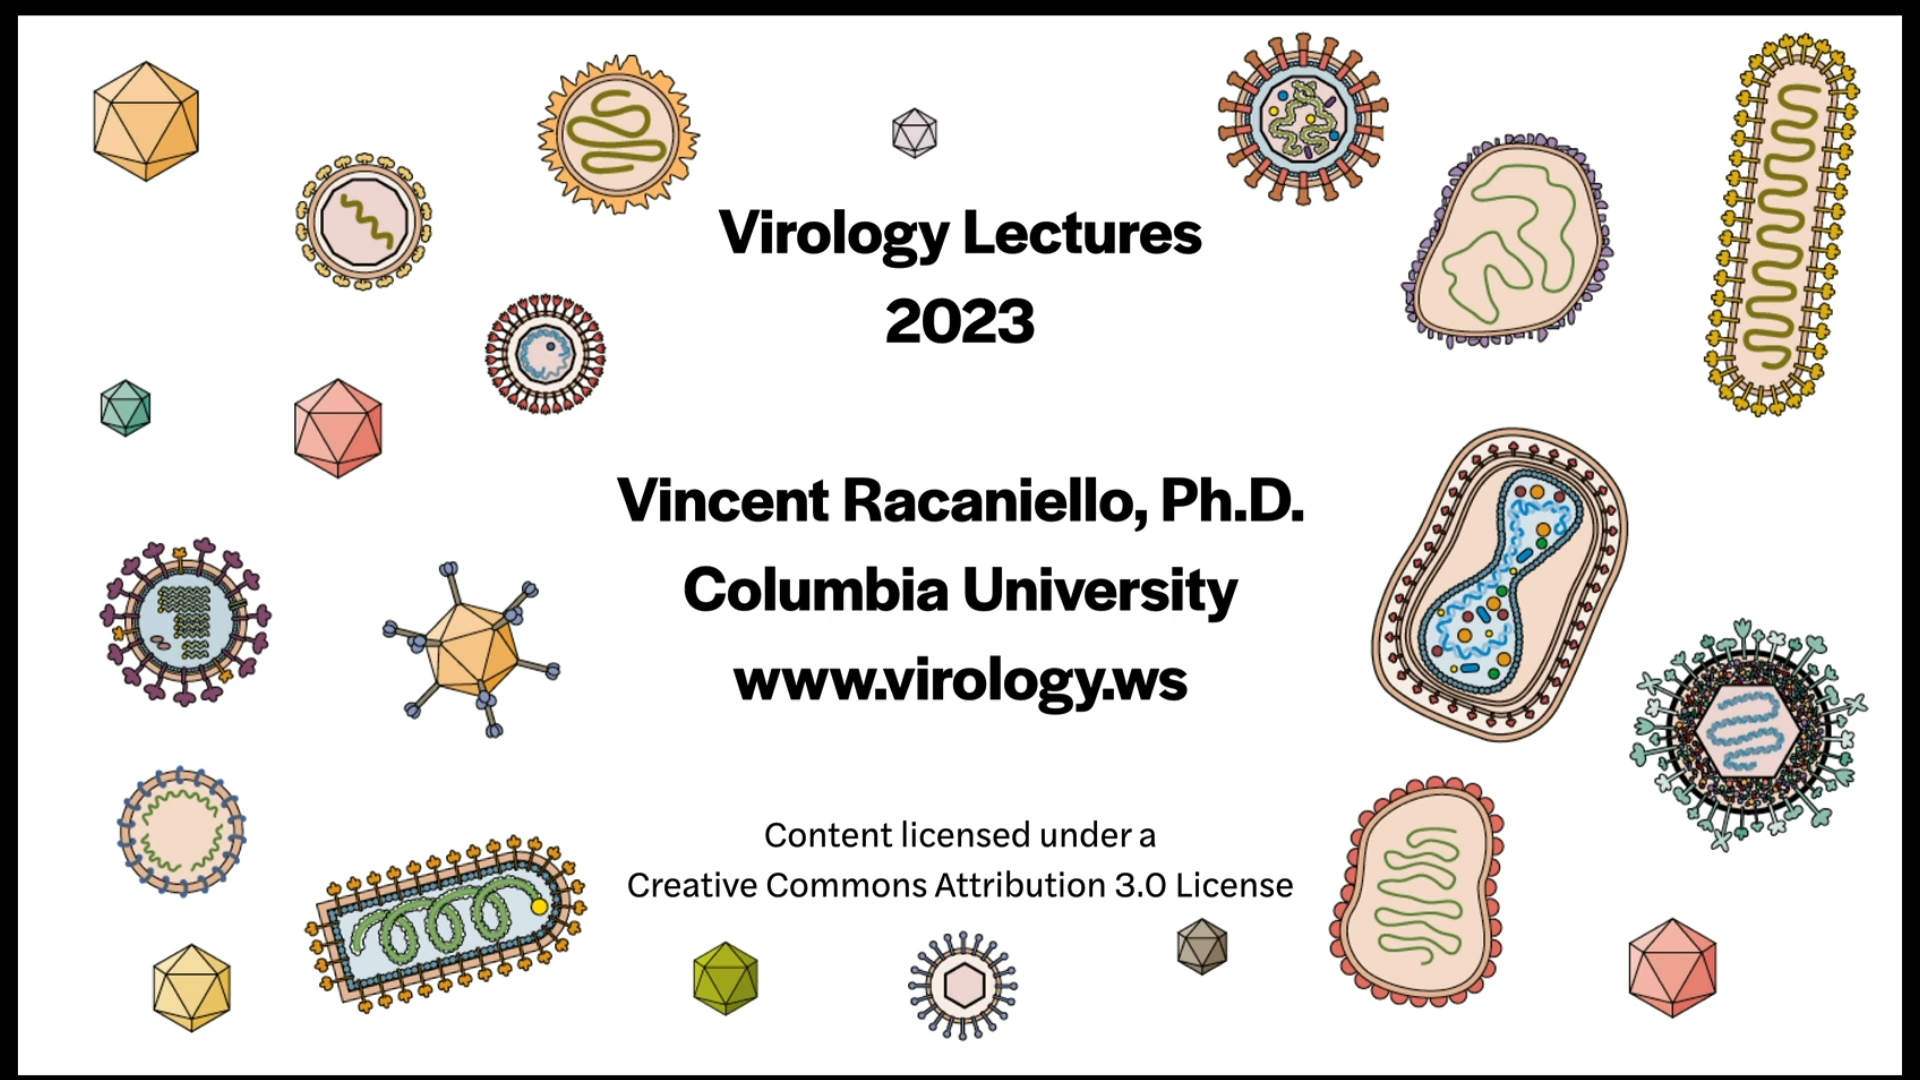 Virology Lectures
2023
Vincent Racaniello, Ph.D.
Columbia University
www.virology.ws
Content licensed under a
Creative Commons Attribution 3.0 License